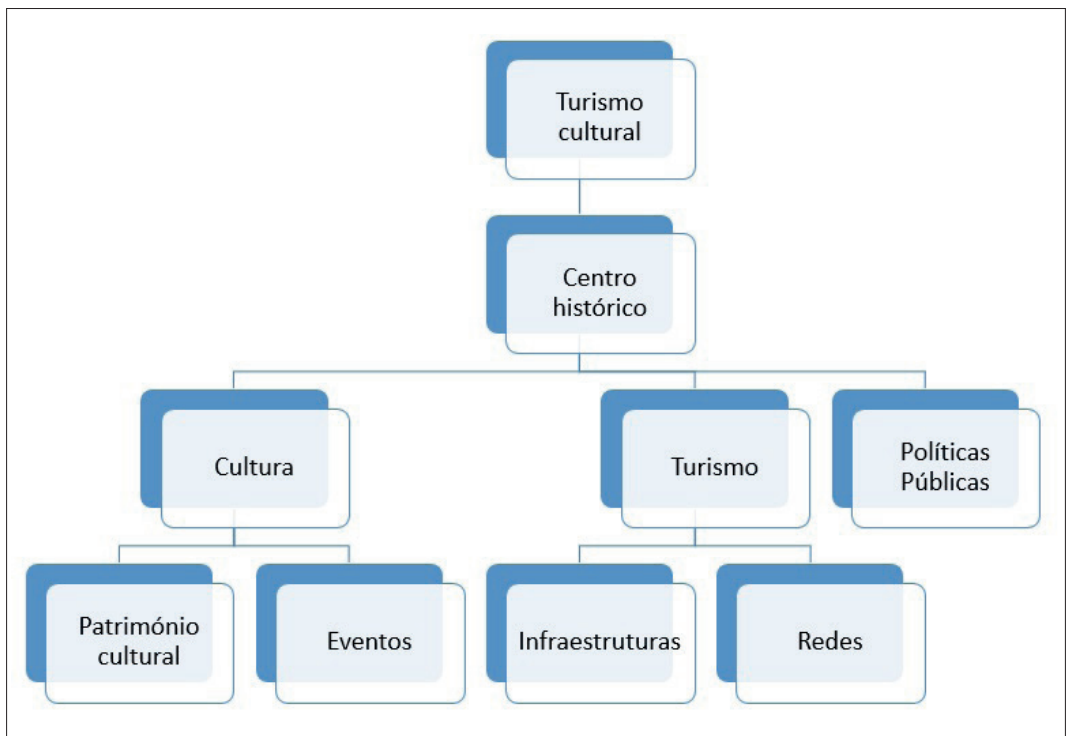 Turismo
cultural
Centro
histórico
Cultura
Turismo
Políticas
Públicas
Património
cultural
Eventos
Infraestruturas
Redes